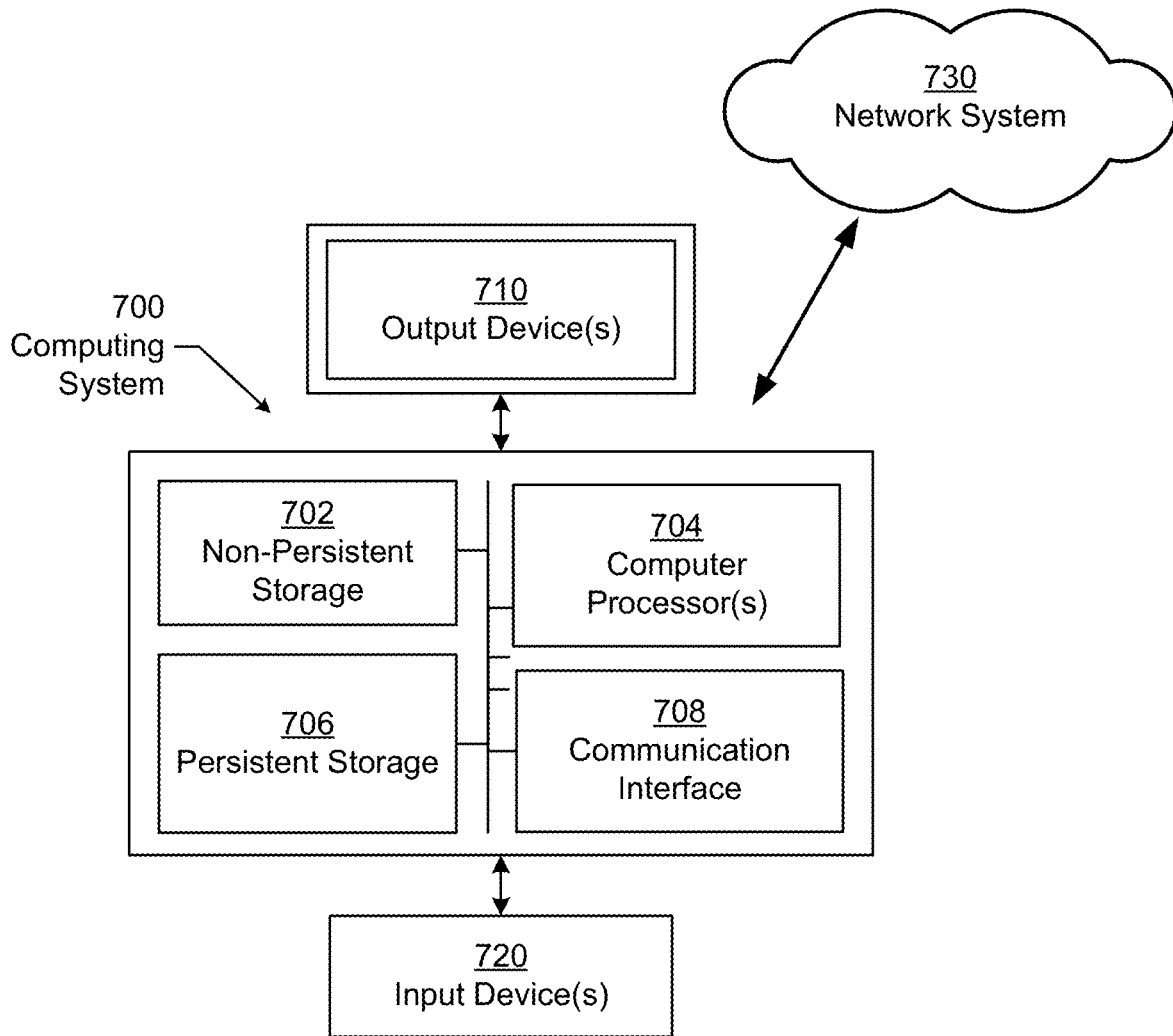 730
Network System
710
Output Device(s)
700
Computing
System
702
Non-Persistent
Storage
704
Computer
Processor(s)
706
Persistent Storage
708
Communication
Interface
720
Input Device(s)